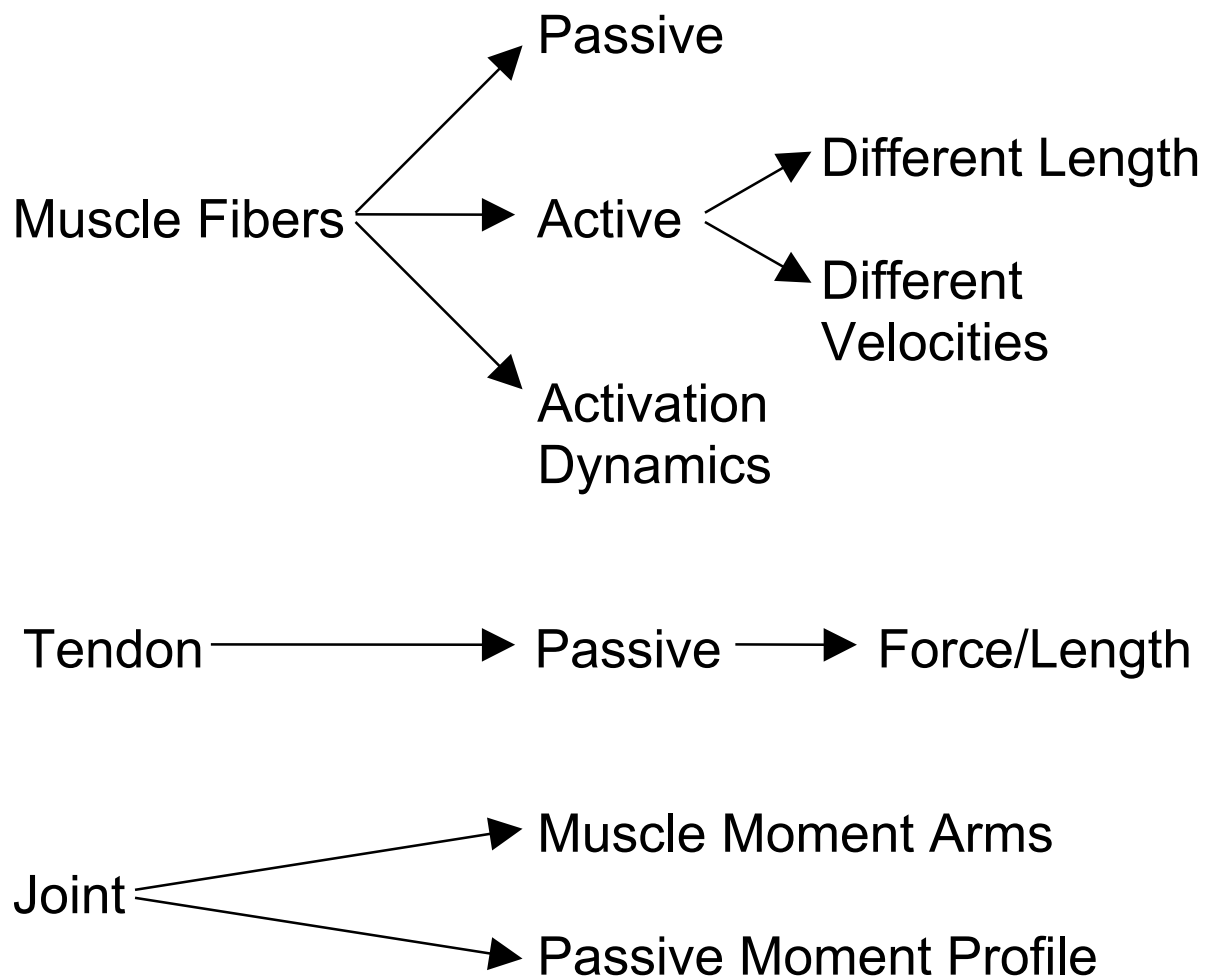 Passive
Muscle Fibers
Active
Different Length
Different
Velocities
Activation
Dynamics
Tendon
Passive
Force/Length
Joint
Muscle Moment Arms
Passive Moment Profile